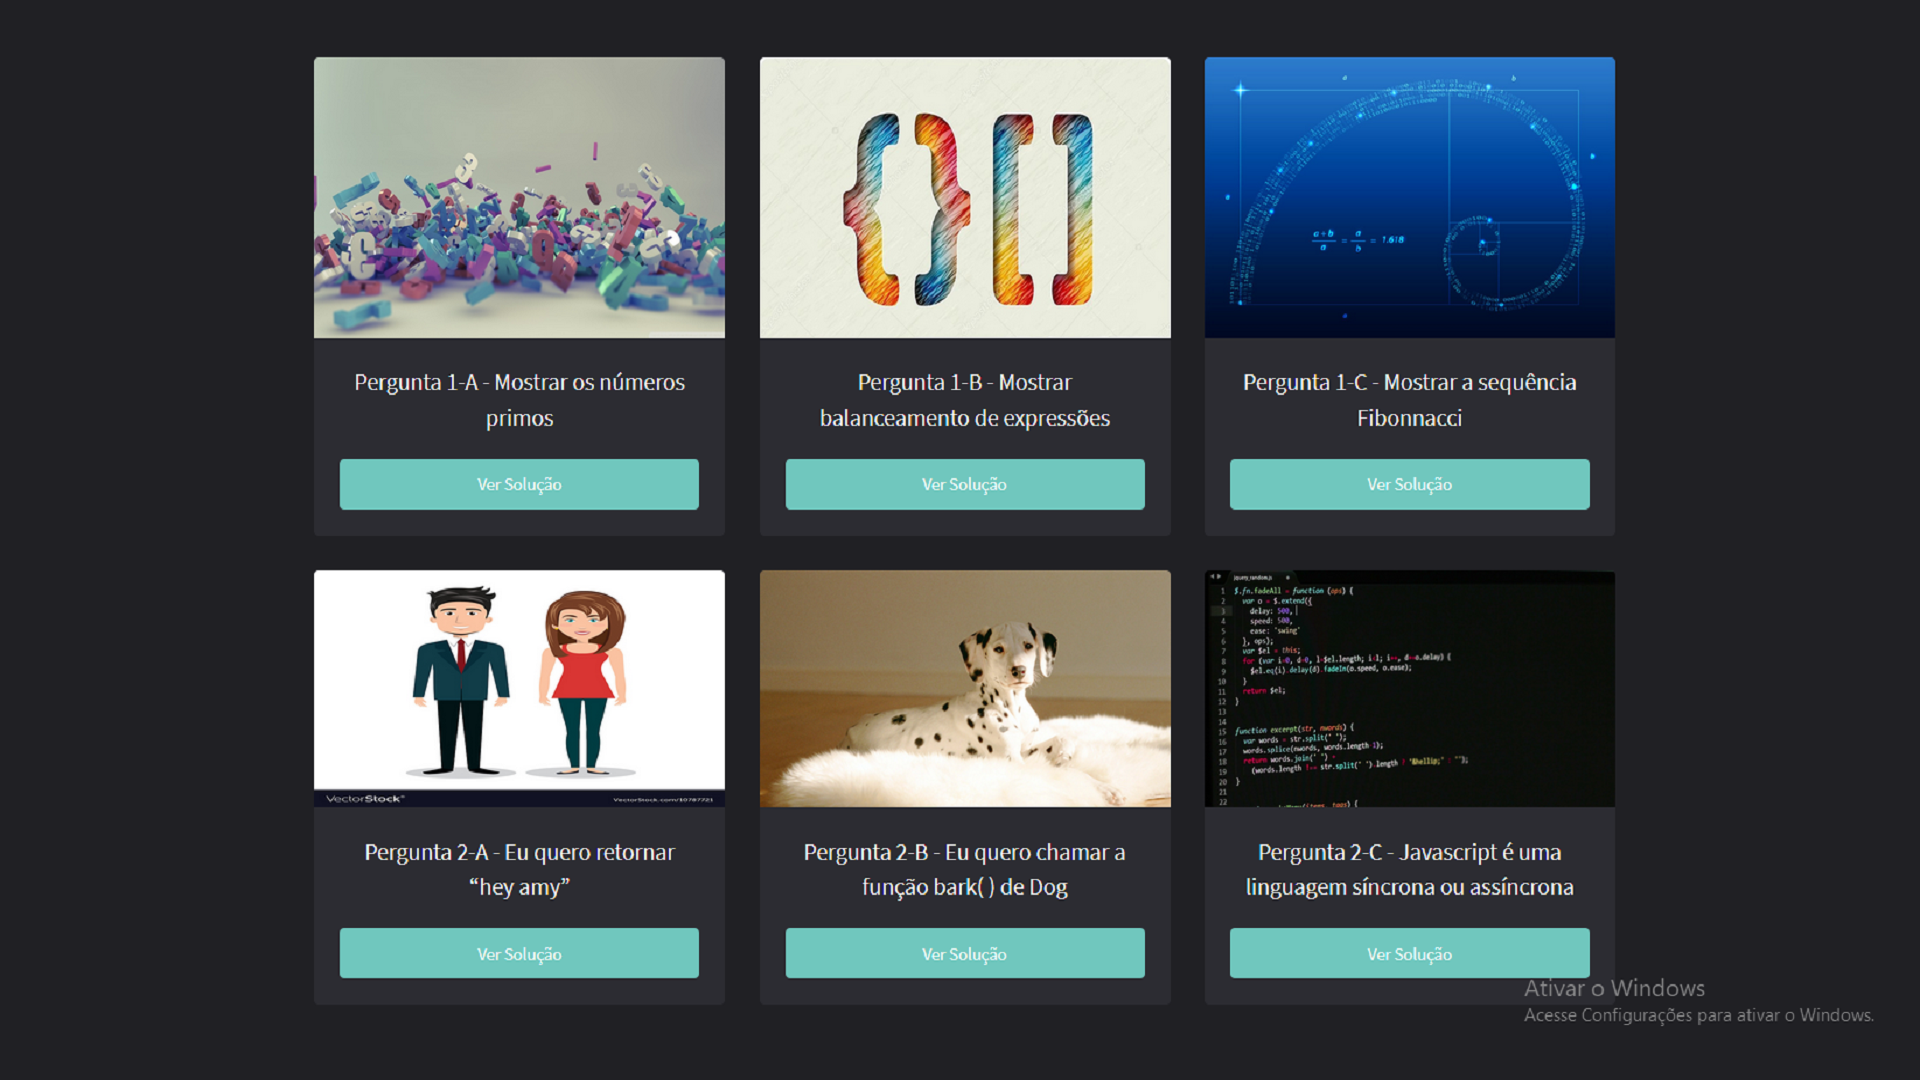 a b
a
b
a
a+b
a
=
a
b
= 1.618
Pergunta 1-A - Mostrar os números
primos
Pergunta 1-B - Mostrar
balanceamento de expressões
Pergunta 1-C - Mostrar a sequência
Fibonnacci
Ver Solução
Ver Solução
Ver Solução
VectorStock®
VectorStock.com/10787721
1 $.fn.fadeAll = function (ops) {
2 var o = $.extend({
3 delay: 500,
4 speed: 500,
5 ease: 'swing'
6 }, ops);
7 var $el = this;
8 for (var i=0, d=0, l=$el.length; i<l; i++, d+=o.delay) {
9 $el.eq(i).delay(d).fadeIn(o.speed, o.ease);
10 }
11 return $el;
12 }
13
14
15 function excerpt(str, nwords) {
16 var words = str.split(" ");
17 words.splice(nwords, words.length-1);
18 return words.join(" ") +
19 (words.length !== str.split(" ").length ? '&hellip;' : "");
20 }
21
22
Pergunta 2-A - Eu quero retornar
“hey amy”
Pergunta 2-B - Eu quero chamar a
função bark( ) de Dog
Pergunta 2-C - Javascript é uma
linguagem síncrona ou assíncrona
Ver Solução
Ver Solução
Ver Solução
Ativar o Windows
Acesse Configurações para ativar o Windows.